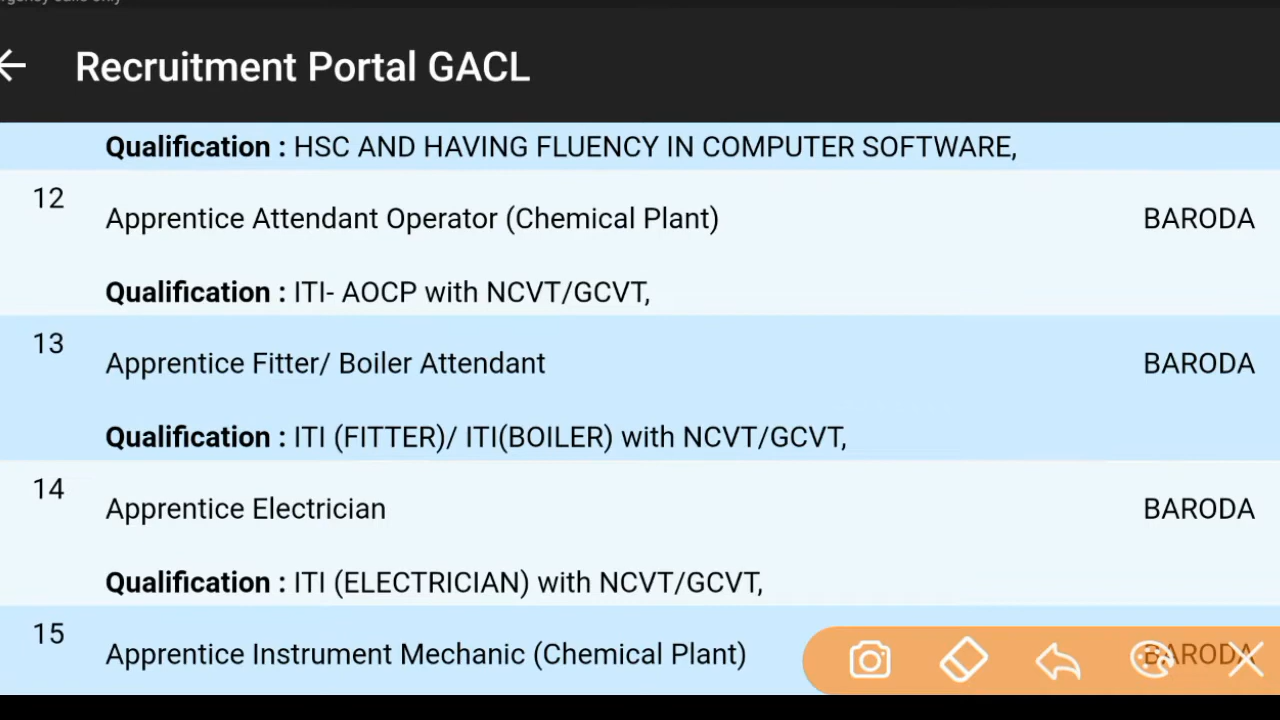 Recruitment Portal GACL
Qualification : HSC AND HAVING FLUENCY IN COMPUTER SOFTWARE,
12
Apprentice Attendant Operator (Chemical Plant) BARODA
Qualification : ITI- AOCP with NCVT/GCVT,
13
Apprentice Fitter/ Boiler Attendant BARODA
Qualification : ITI (FITTER)/ ITI(BOILER) with NCVT/GCVT,
14
Apprentice Electrician BARODA
Qualification : ITI (ELECTRICIAN) with NCVT/GCVT,
15
Apprentice Instrument Mechanic (Chemical Plant) BARODA